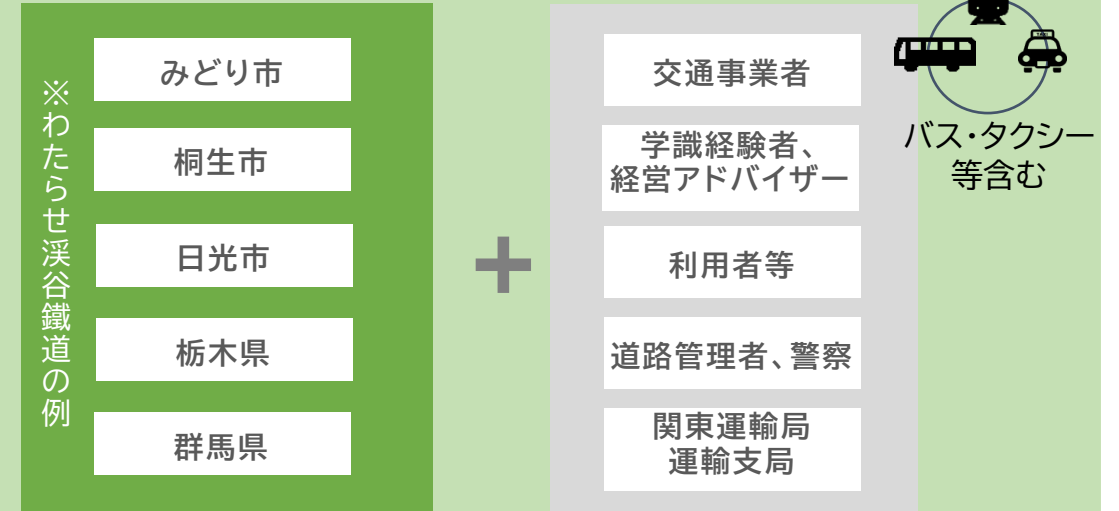 ※わたらせ渓谷鐵道の例
みどり市
桐生市
日光市
栃木県
群馬県
+
交通事業者
学識経験者、
経営アドバイザー
利用者等
道路管理者、警察
関東運輸局
運輸支局
バス・タクシー
等含む